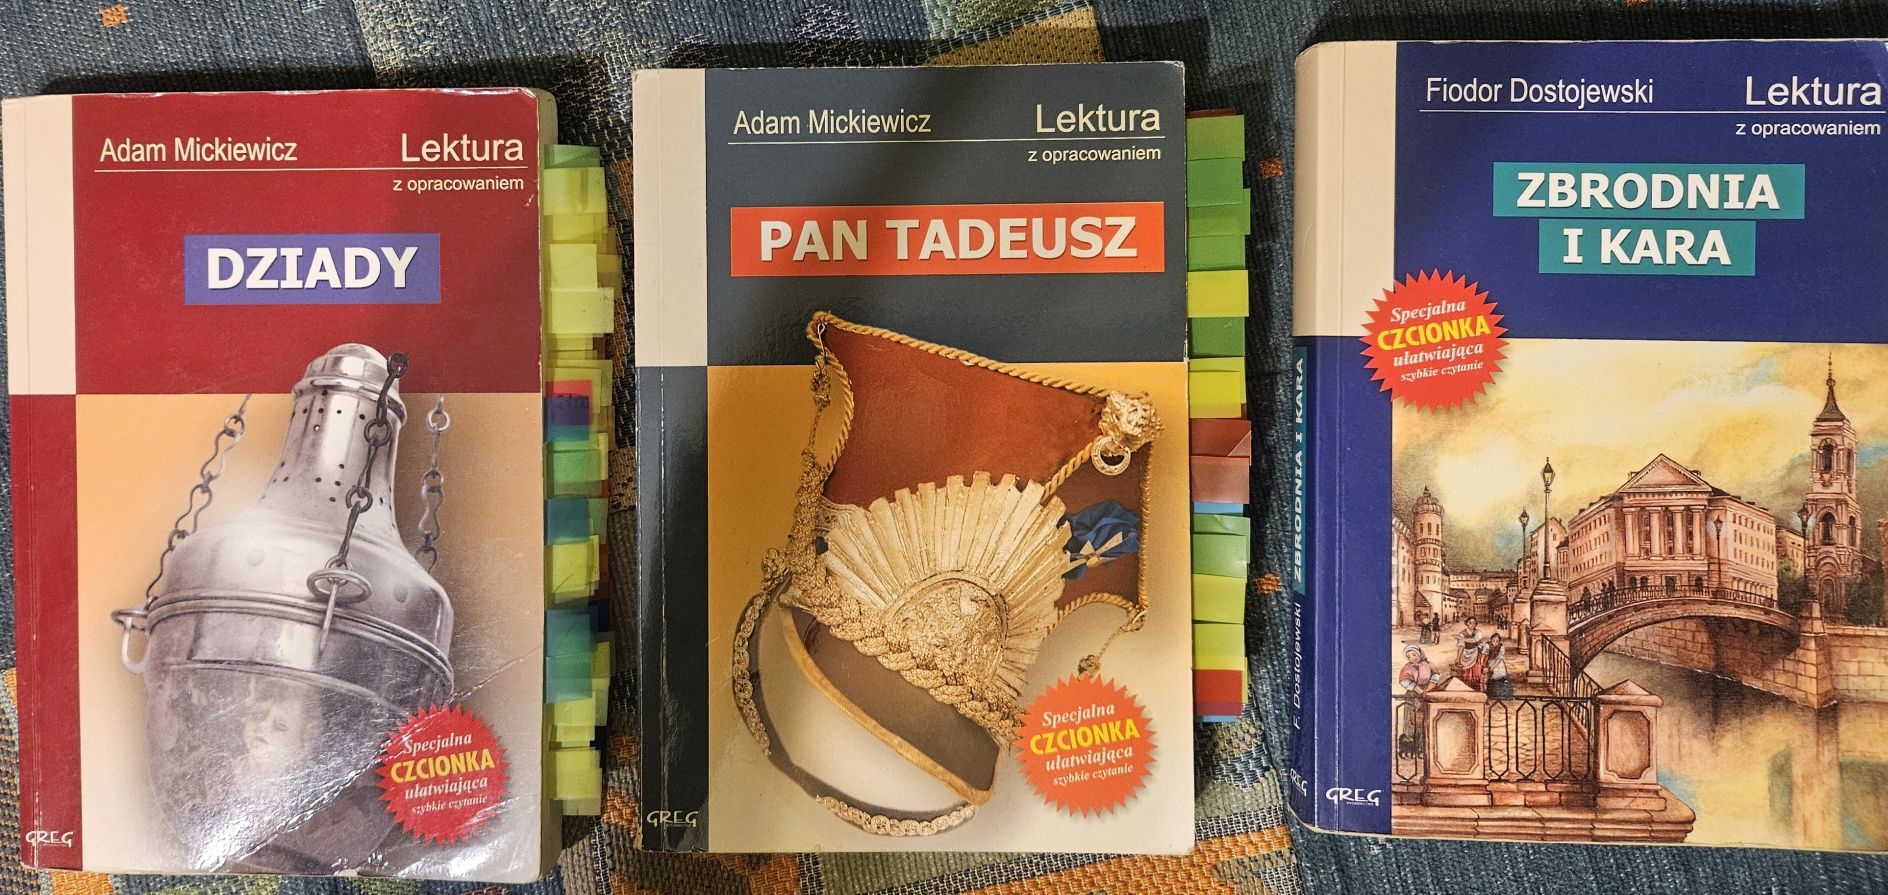 Adam Mickiewicz
Lektura
z opracowaniem
DZIADY
Specjalna
CZCIONKA
ułatwiająca
szybkie czytanie
GREG
Adam Mickiewicz
Lektura
z opracowaniem
PAN TADEUSZ
Specjalna
CZCIONKA
ułatwiająca
szybkie czytanie
GREG
Fiodor Dostojewski
Lektura
z opracowaniem
ZBRODNIA
I KARA
Specjalna
CZCIONKA
ułatwiająca
szybkie czytanie
GREG
F. Dostojewski ZBRODNIA I KARA
GREG